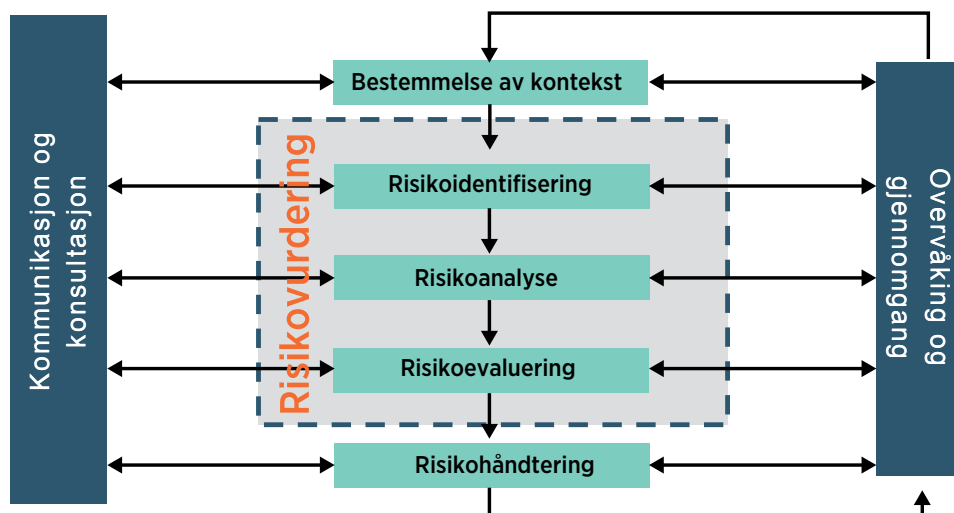 Kommunikasjon og
konsultasjon
Bestemmelse av kontekst
Risikovurdering
Risikoidentifisering
Risikoanalyse
Risikoevaluering
Risikohåndtering
Overvåking og
gjennomgang